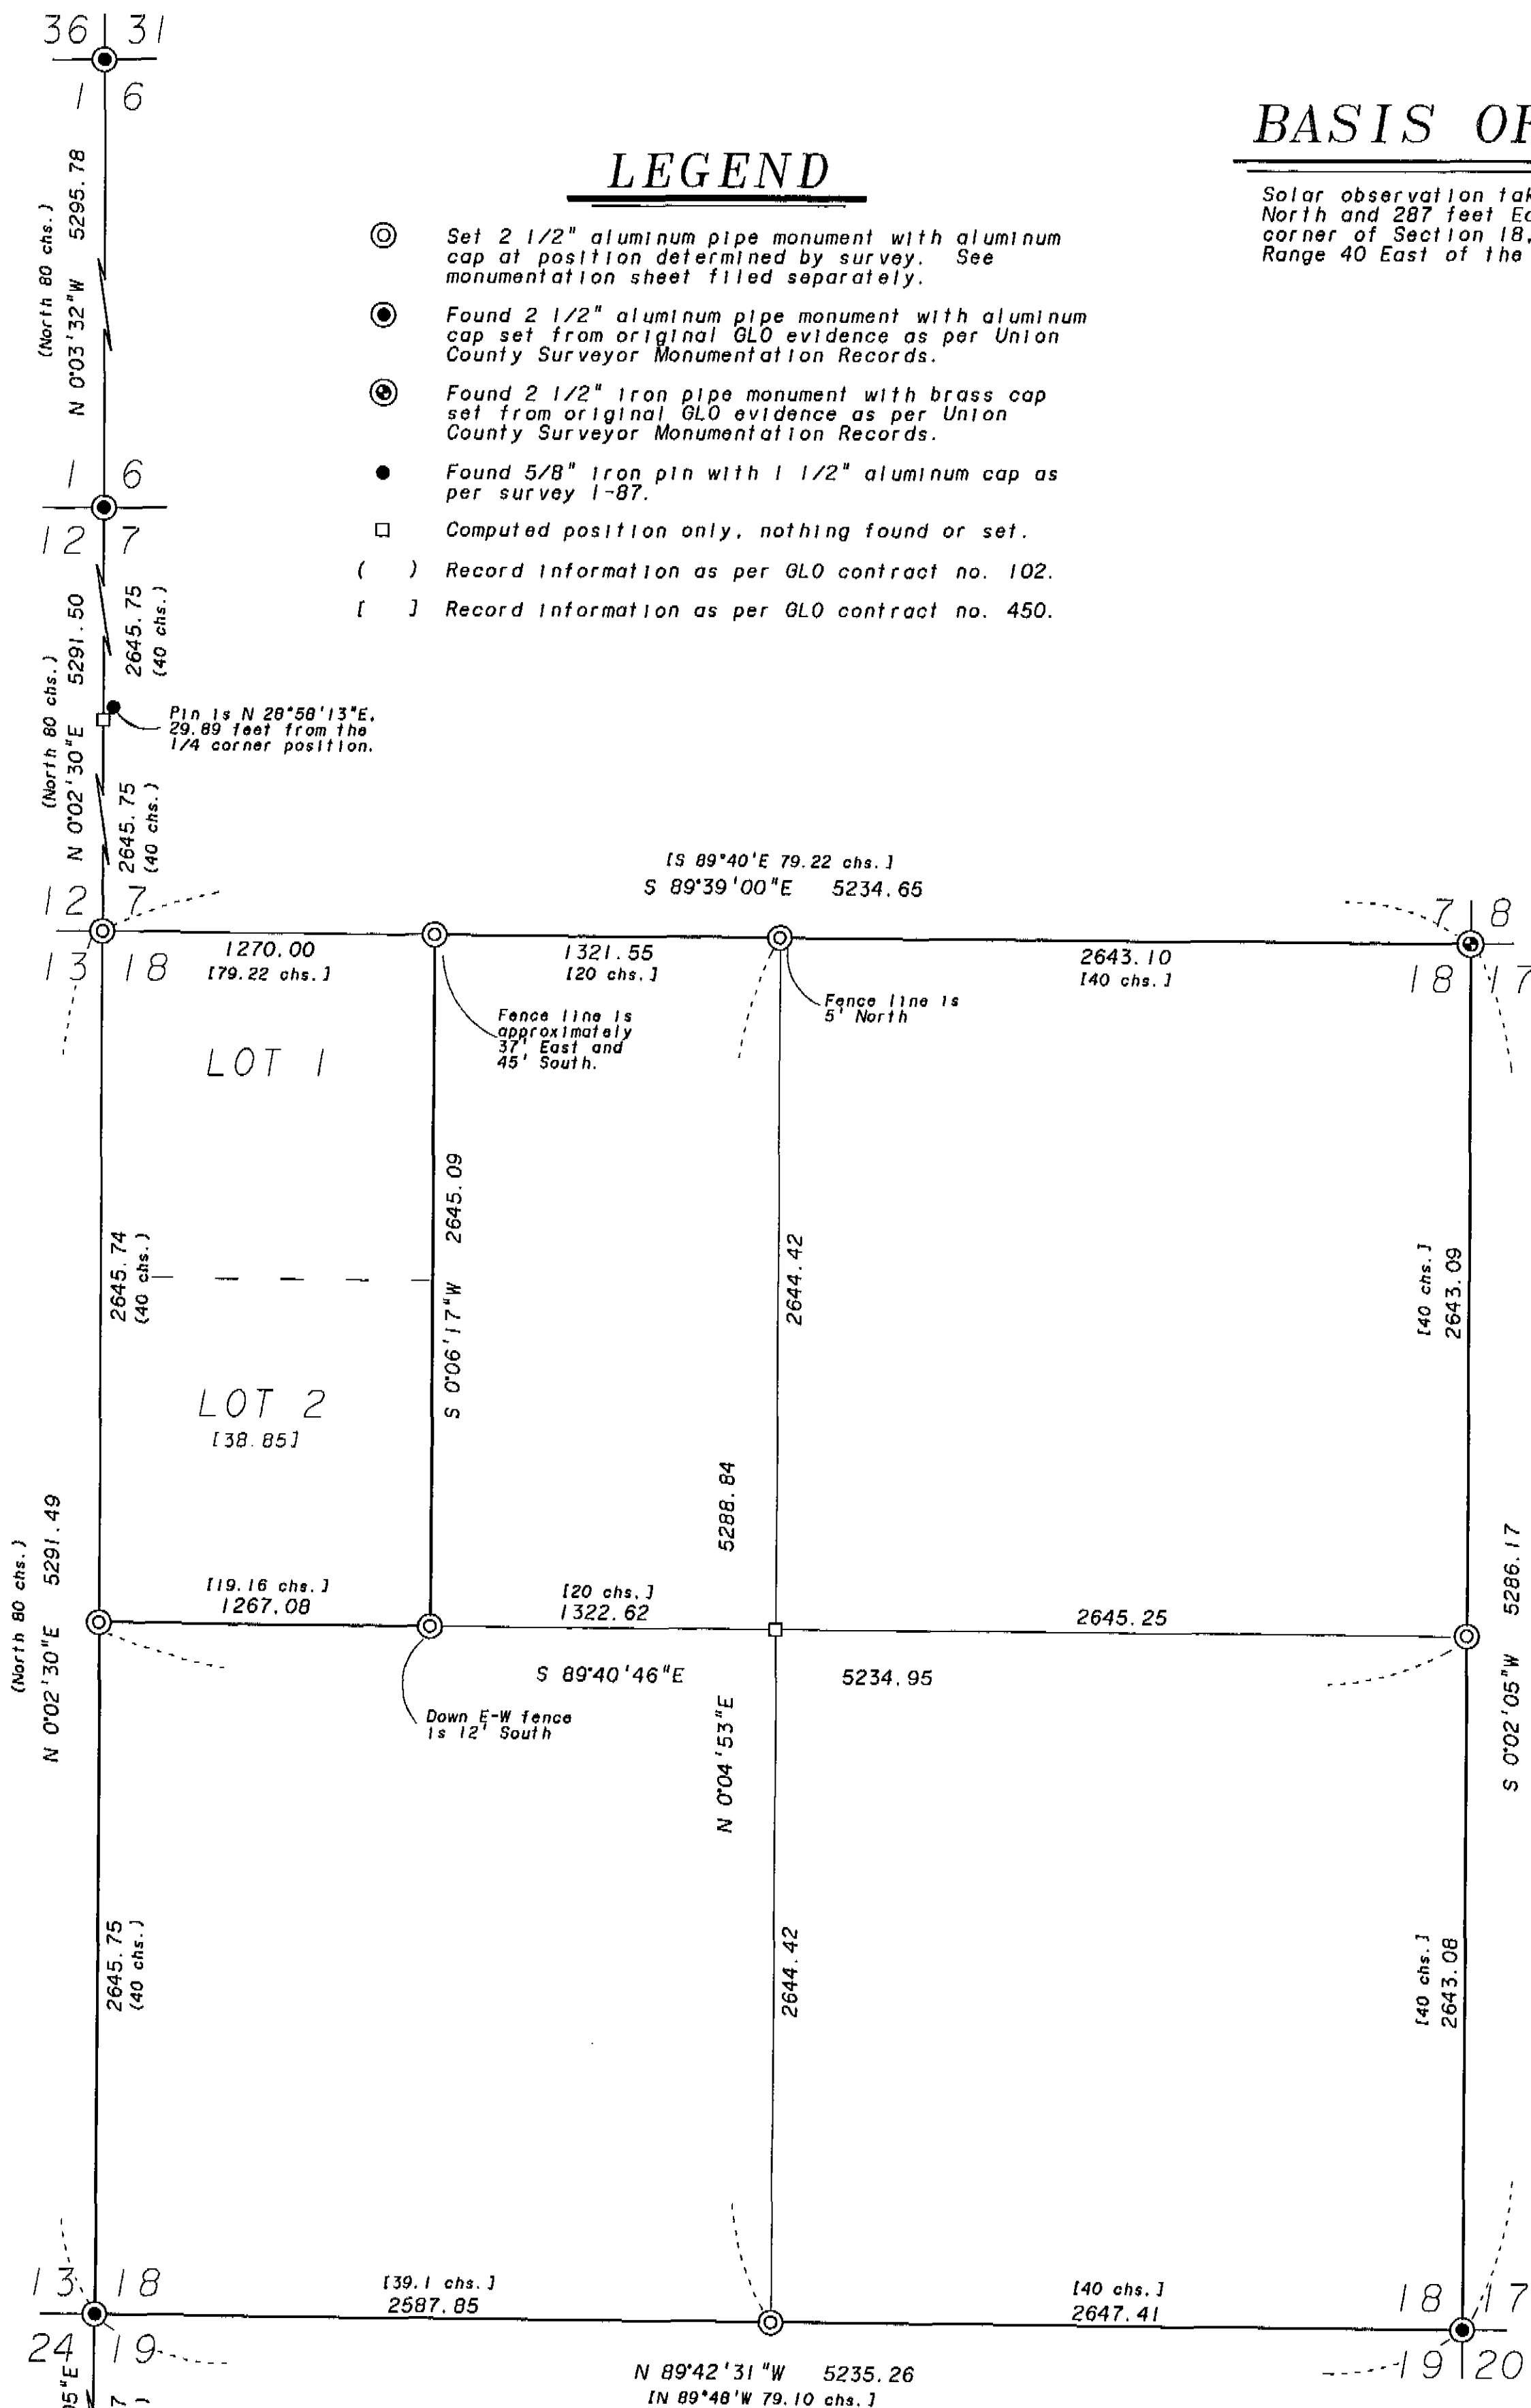 36 31
1 6
(North 80 chs.)
N 0°03'32"W 5295.78
LEGEND
Set 2 1/2" aluminum pipe monument with aluminum
cap at position determined by survey. See
monumentation sheet filed separately.
Found 2 1/2" aluminum pipe monument with aluminum
cap set from original GLO evidence as per Union
County Surveyor Monumentation Records.
Found 2 1/2" iron pipe monument with brass cap
set from original GLO evidence as per Union
County Surveyor Monumentation Records.
Found 5/8" iron pin with 1 1/2" aluminum cap as
per survey 1-87.
Computed position only, nothing found or set.
( ) Record information as per GLO contract no. 102.
[ ] Record information as per GLO contract no. 450.
BASIS OF
Solar observation tak
North and 287 feet Ea
corner of Section 18,
Range 40 East of the
1 6
12 7
(North 80 chs.)
N 0°02'30"E 5291.50
2645.75
(40 chs.)
Pin is N 28°58'13"E,
29.89 feet from the
1/4 corner position.
2645.75
(40 chs.)
12 7
13 18
[S 89°40'E 79.22 chs.]
S 89°39'00"E 5234.65
7 8
18 17
1270.00
[79.22 chs.]
1321.55
[20 chs.]
2643.10
[40 chs.]
Fence line is
approximately
37' East and
45' South.
Fence line is
5' North
LOT 1
2645.74
(40 chs.)
S 0°06'17"W 2645.09
2644.42
[40 chs.]
2643.09
LOT 2
[38.85]
(North 80 chs.)
N 0°02'30"E 5291.49
5288.84
N 0°04'53"E
S 0°02'05"W 5286.17
[19.16 chs.]
1267.08
[20 chs.]
1322.62
2645.25
S 89°40'46"E 5234.95
Down E-W fence
is 12' South
2645.75
(40 chs.)
2644.42
[40 chs.]
2643.08
13 18
24 19
[39.1 chs.]
2587.85
[40 chs.]
2647.41
18 17
19 20
N 89°42'31"W 5235.26
[N 89°48'W 79.10 chs.]
05"E
7
)